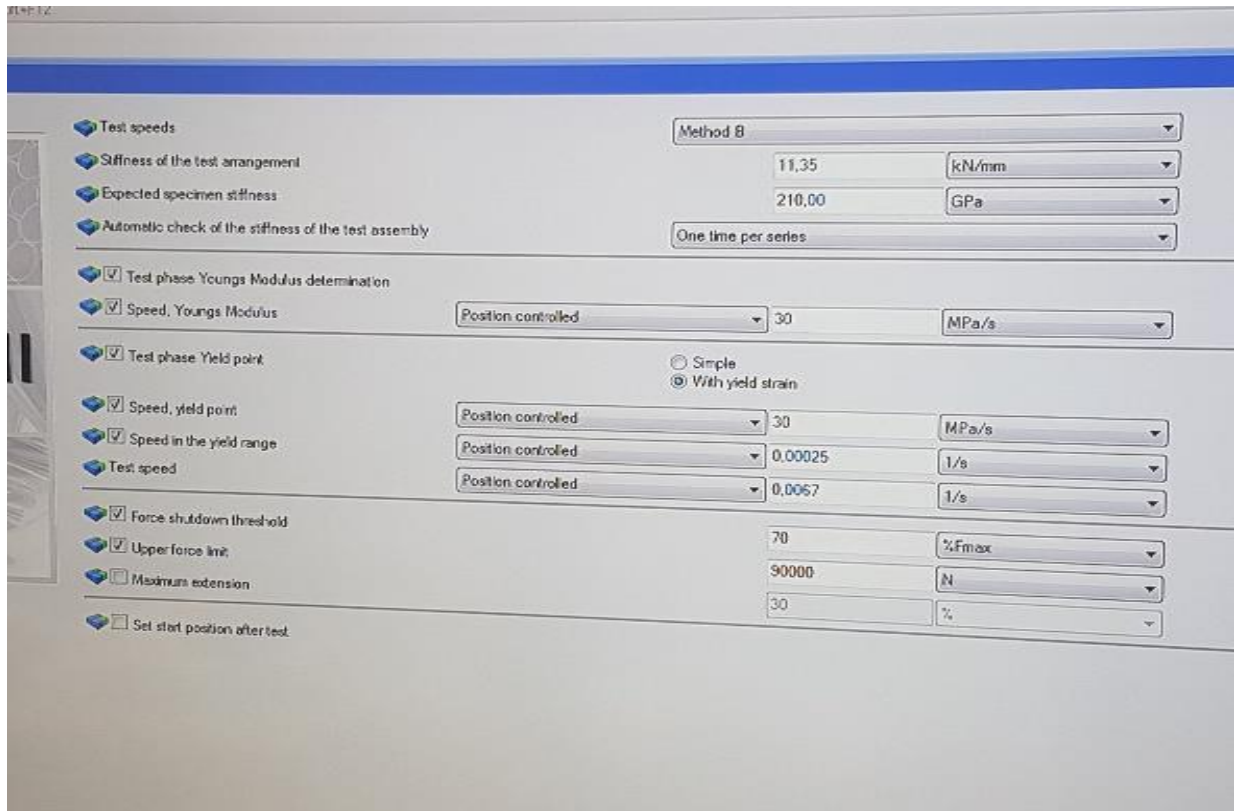 Test speeds Method B
Stiffness of the test arrangement 11,35 kN/mm
Expected specimen stiffness 210,00 GPa
Automatic check of the stiffness of the test assembly One time per series
Test phase Youngs Modulus determination
Speed, Youngs Modulus Position controlled 30 MPa/s
Test phase Yield point Simple
With yield strain
Speed, yield point Position controlled 30 MPa/s
Speed in the yield range Position controlled 0,00025 1/s
Test speed Position controlled 0,0067 1/s
Force shutdown threshold 70 %Fmax
Upper force limit 90000 N
Maximum extension 30 %
Set start position after test